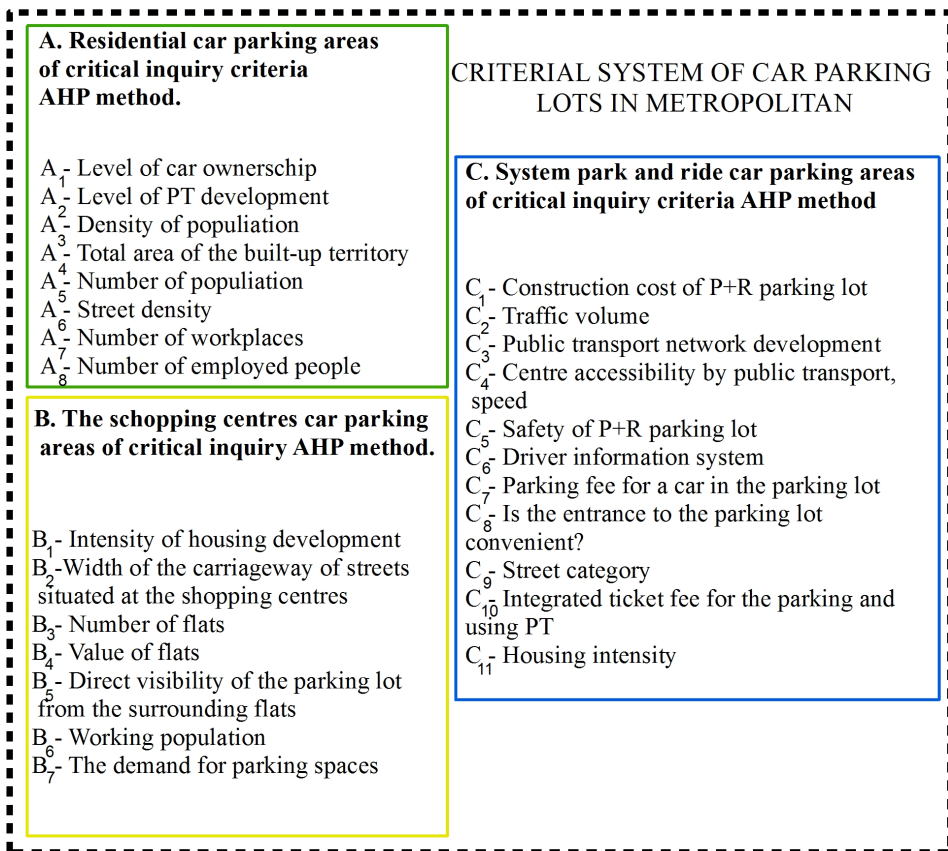 A. Residential car parking areas
of critical inquiry criteria
AHP method.
A1- Level of car ownerschip
A2- Level of PT development
A3- Density of populiation
A4- Total area of the built-up territory
A5- Number of populiation
A6- Street density
A7- Number of workplaces
A8- Number of employed people
B. The schopping centres car parking
areas of critical inquiry AHP method.
B1- Intensity of housing development
B2-Width of the carriageway of streets
situated at the shopping centres
B3- Number of flats
B4- Value of flats
B5- Direct visibility of the parking lot
from the surrounding flats
B6- Working population
B7- The demand for parking spaces
CRITERIAL SYSTEM OF CAR PARKING
LOTS IN METROPOLITAN
C. System park and ride car parking areas
of critical inquiry criteria AHP method
C1- Construction cost of P+R parking lot
C2- Traffic volume
C3- Public transport network development
C4- Centre accessibility by public transport,
speed
C5- Safety of P+R parking lot
C6- Driver information system
C7- Parking fee for a car in the parking lot
C8- Is the entrance to the parking lot
convenient?
C9- Street category
C10- Integrated ticket fee for the parking and
using PT
C11- Housing intensity